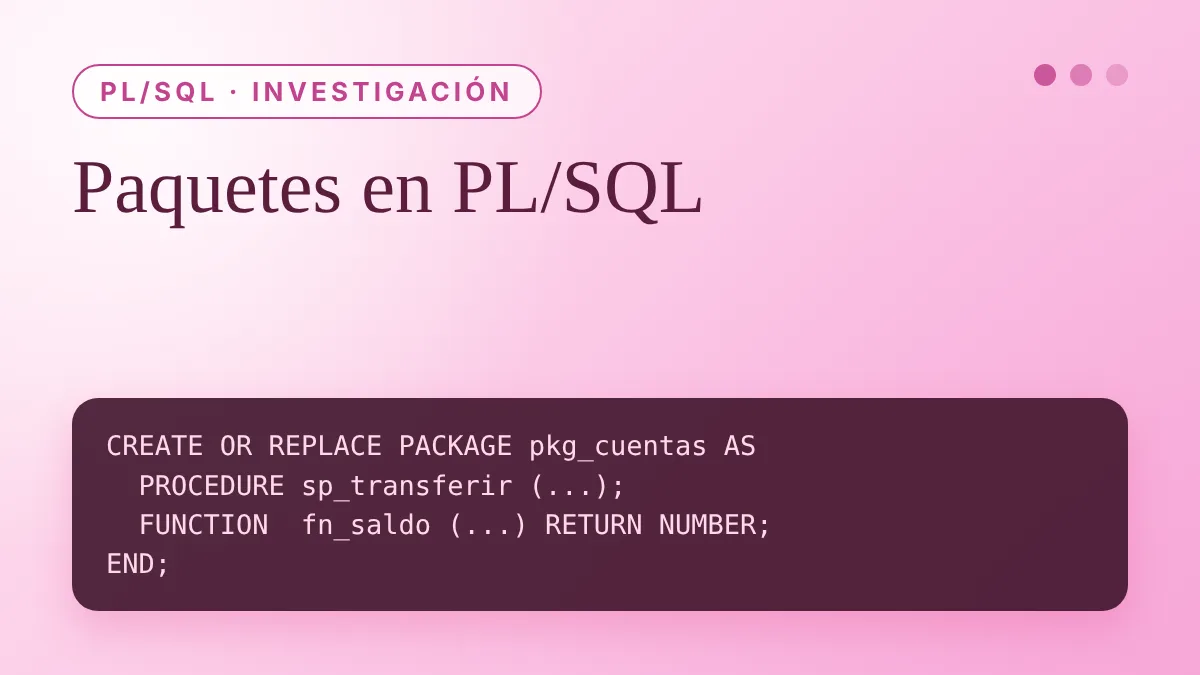 PL/SQL · INVESTIGACIÓN
Paquetes en PL/SQL
CREATE OR REPLACE PACKAGE pkg_cuentas AS
  PROCEDURE sp_transferir (...);
  FUNCTION  fn_saldo (...) RETURN NUMBER;
END;